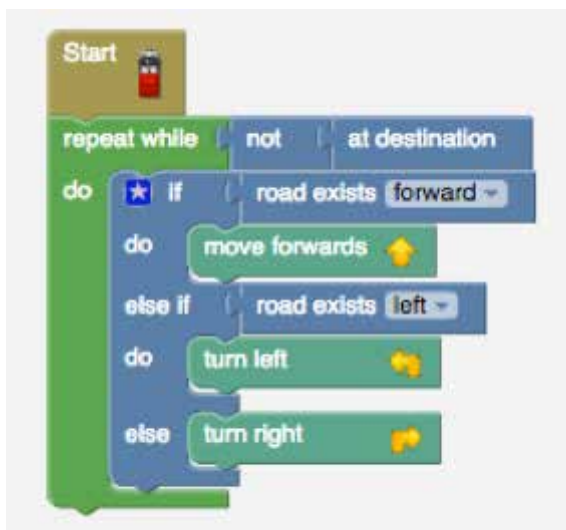 Start
repeat while not at destination
do if road exists forward
do move forwards
else if road exists left
do turn left
else turn right